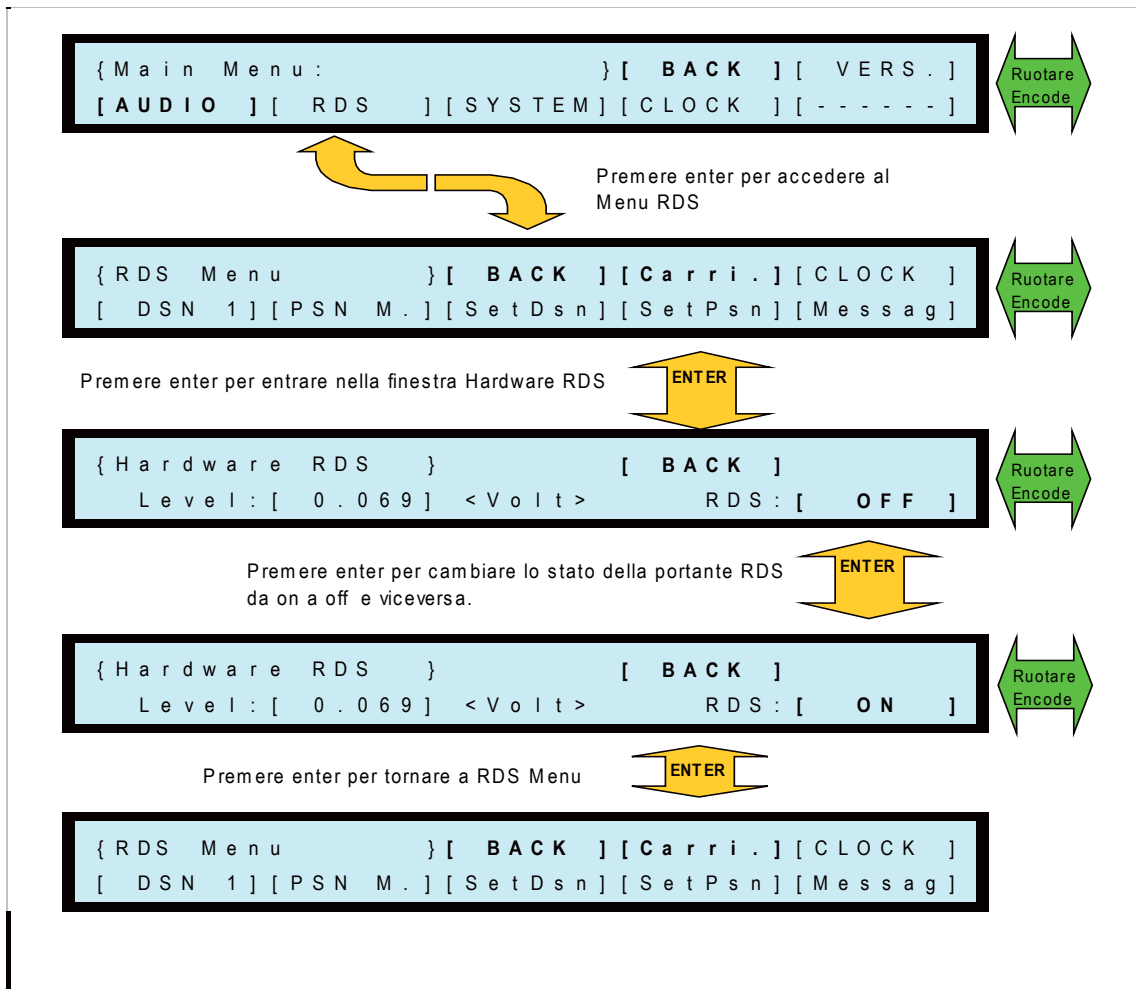 {Main Menu: }[ BACK ][ VERS.]
[AUDIO ][ RDS ][SYSTEM][CLOCK ][------]
Ruotare
Encode
Premere enter per accedere al
Menu RDS
{RDS Menu }[ BACK ][Carri.][CLOCK ]
[ DSN 1][PSN M.][SetDsn][SetPsn][Messag]
Ruotare
Encode
Premere enter per entrare nella finestra Hardware RDS
ENTER
{Hardware RDS } [ BACK ]
Level:[ 0.069] <Volt> RDS:[ OFF ]
Ruotare
Encode
Premere enter per cambiare lo stato della portante RDS
da on a off e viceversa.
ENTER
{Hardware RDS } [ BACK ]
Level:[ 0.069] <Volt> RDS:[ ON ]
Ruotare
Encode
Premere enter per tornare a RDS Menu
ENTER
{RDS Menu }[ BACK ][Carri.][CLOCK ]
[ DSN 1][PSN M.][SetDsn][SetPsn][Messag]